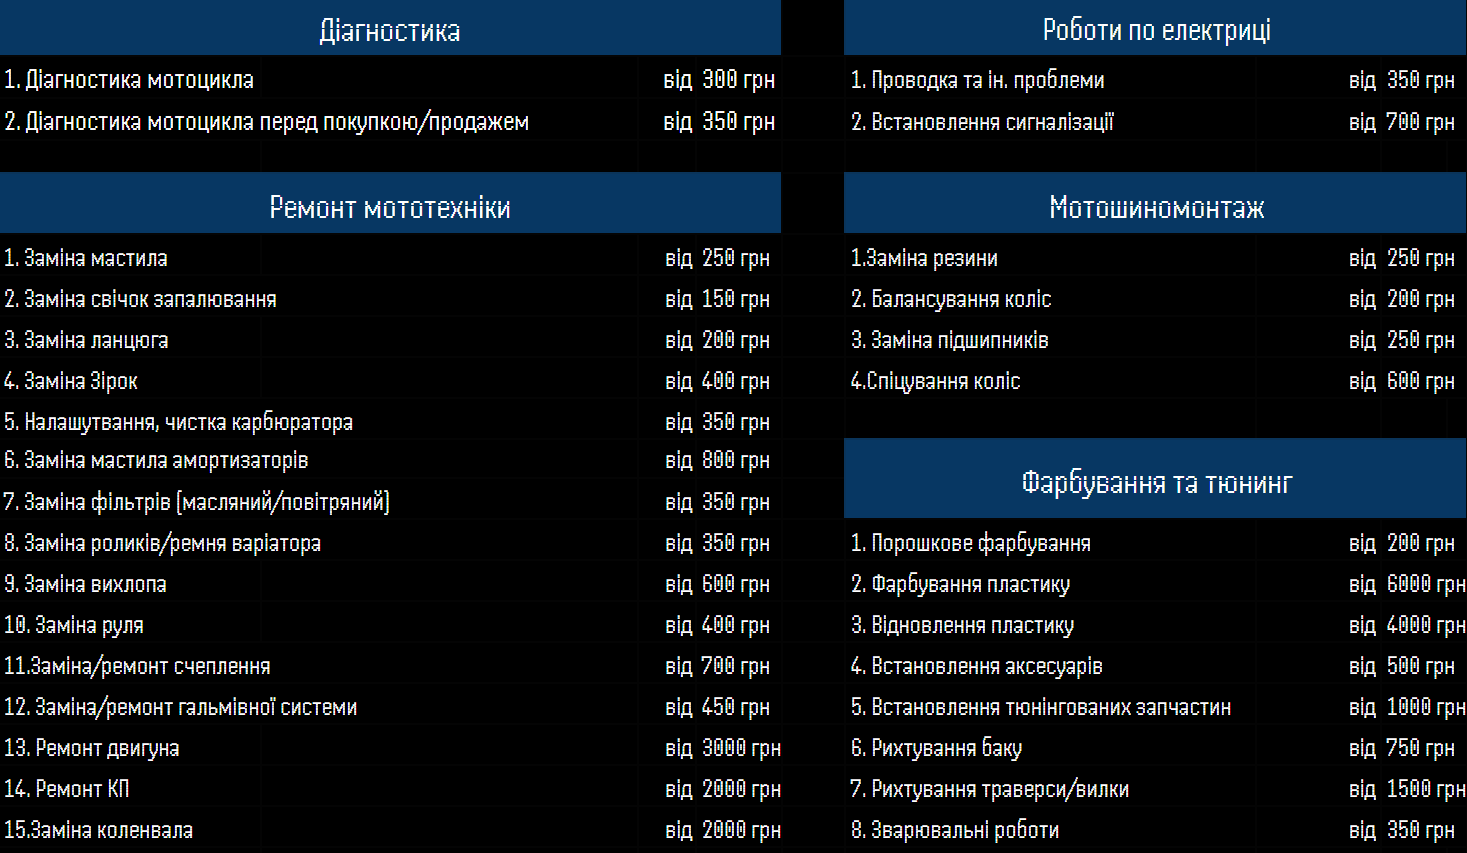 Діагностика
1. Діагностика мотоцикла від 300 грн
2. Діагностика мотоцикла перед покупкою/продажем від 350 грн
Ремонт мототехніки
1. Заміна мастила від 250 грн
2. Заміна свічок запалювання від 150 грн
3. Заміна ланцюга від 200 грн
4. Заміна Зірок від 400 грн
5. Налашутвання, чистка карбюратора від 350 грн
6. Заміна мастила амортизаторів від 800 грн
7. Заміна фільтрів (масляний/повітряний) від 350 грн
8. Заміна роликів/ремня варіатора від 350 грн
9. Заміна вихлопа від 600 грн
10. Заміна руля від 400 грн
11.Заміна/ремонт счеплення від 700 грн
12. Заміна/ремонт гальмівної системи від 450 грн
13. Ремонт двигуна від 3000 грн
14. Ремонт КП від 2000 грн
15.Заміна коленвала від 2000 грн
Роботи по електриці
1. Проводка та ін. проблеми від 350 грн
2. Встановлення сигналізації від 700 грн
Мотошиномонтаж
1.Заміна резини від 250 грн
2. Балансування коліс від 200 грн
3. Заміна підшипників від 250 грн
4.Спіцування коліс від 600 грн
Фарбування та тюнинг
1. Порошкове фарбування від 200 грн
2. Фарбування пластику від 6000 грн
3. Відновлення пластику від 4000 грн
4. Встановлення аксесуарів від 500 грн
5. Встановлення тюнінгованих запчастин від 1000 грн
6. Рихтування баку від 750 грн
7. Рихтування траверси/вилки від 1500 грн
8. Зварювальні роботи від 350 грн